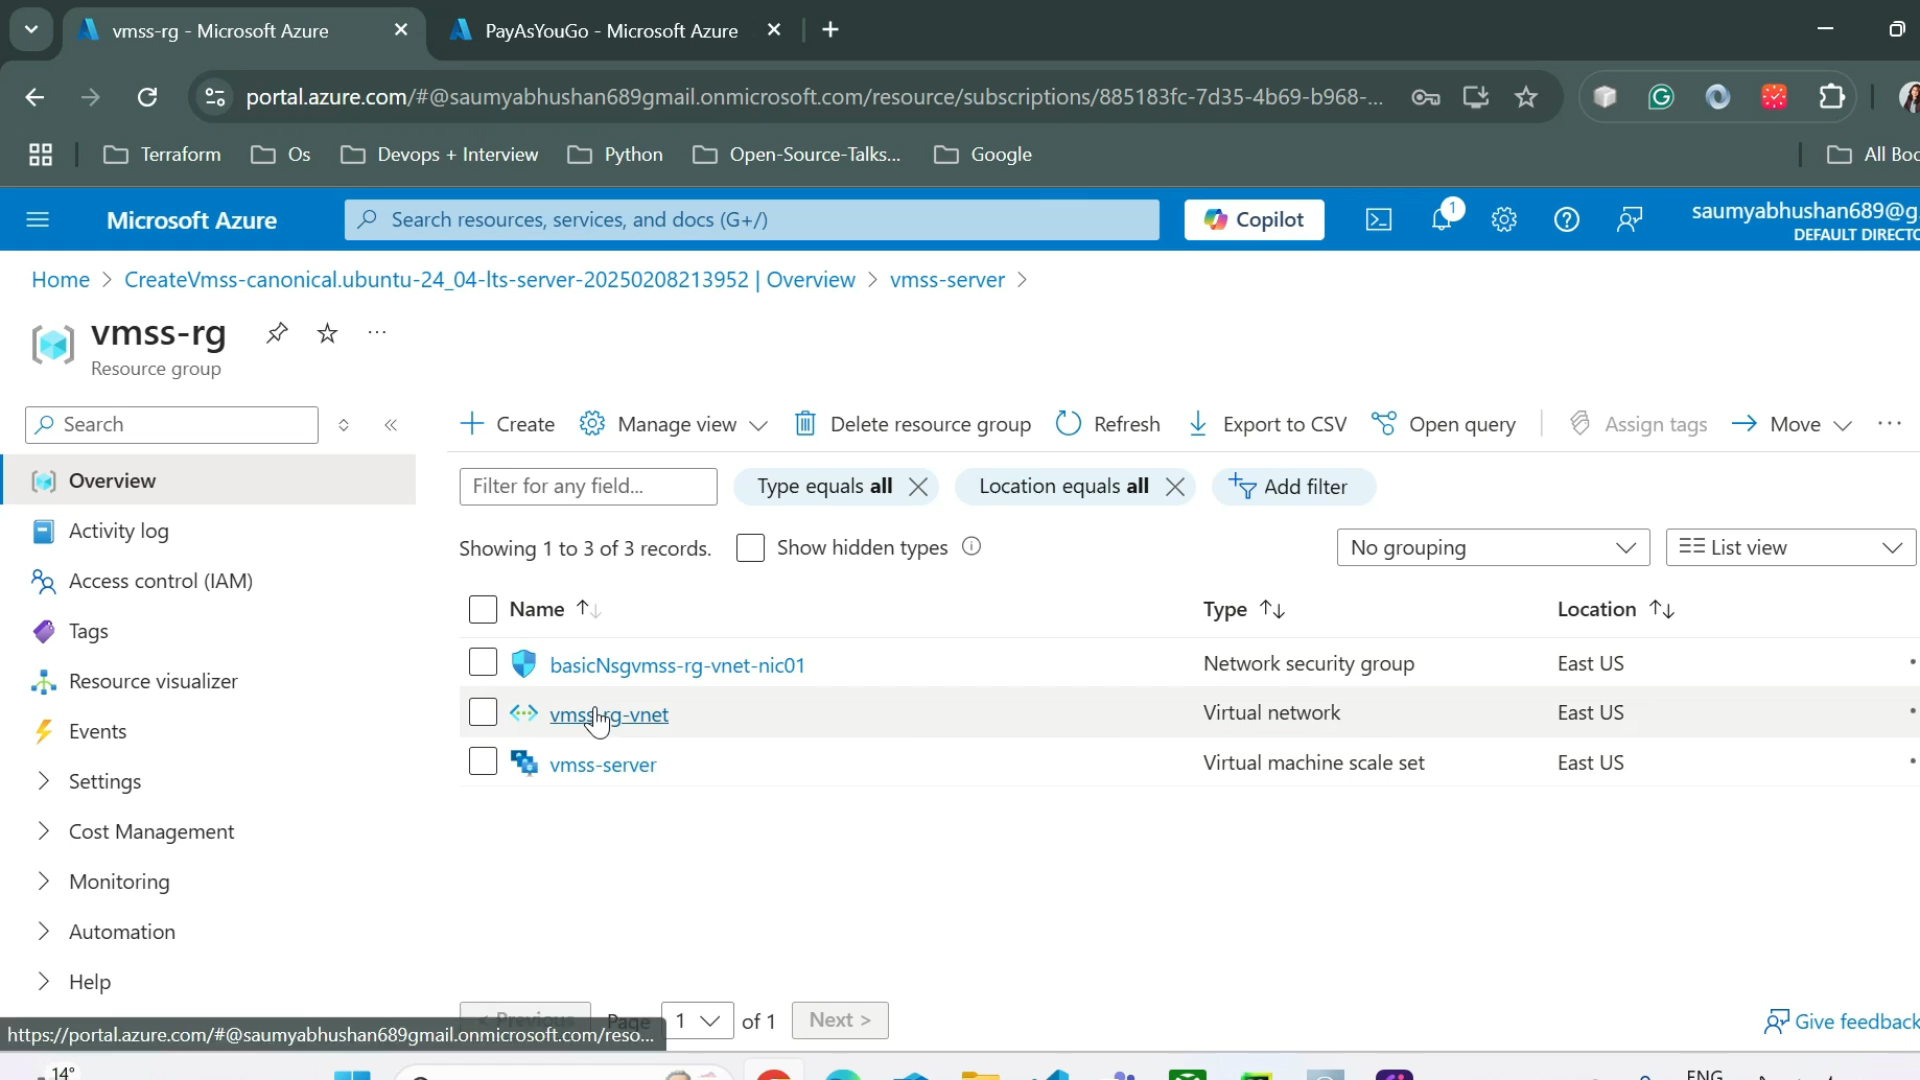 vmss-rg - Microsoft Azure
PayAsYouGo - Microsoft Azure
portal.azure.com/#@saumyabhushan689gmail.onmicrosoft.com/resource/subscriptions/885183fc-7d35-4b69-b968-...
Terraform
Os
Devops + Interview
Python
Open-Source-Talks...
Google
All Boo
Microsoft Azure
Search resources, services, and docs (G+/)
Copilot
1
saumyabhushan689@g
DEFAULT DIRECTO
Home > CreateVmss-canonical.ubuntu-24_04-lts-server-20250208213952 | Overview > vmss-server >
vmss-rg
Resource group
Search
Create
Manage view
Delete resource group
Refresh
Export to CSV
Open query
Assign tags
Move
Overview
Activity log
Access control (IAM)
Tags
Resource visualizer
Events
Settings
Cost Management
Monitoring
Automation
Help
Filter for any field...
Type equals all
Location equals all
Add filter
Showing 1 to 3 of 3 records.
Show hidden types
No grouping
List view
Name
Type
Location
basicNsgvmss-rg-vnet-nic01
Network security group
East US
vmss-rg-vnet
Virtual network
East US
vmss-server
Virtual machine scale set
East US
< Previous
Page
1
of 1
Next >
Give feedback
https://portal.azure.com/#@saumyabhushan689gmail.onmicrosoft.com/reso...
14°
ENG